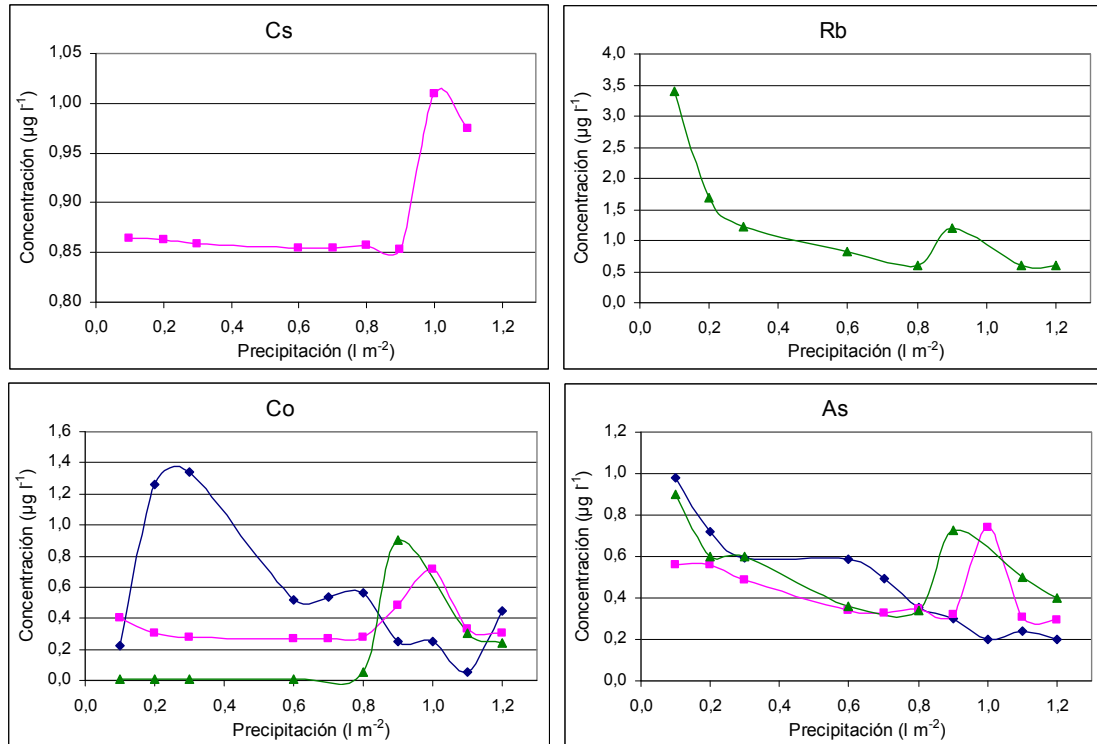 Cs
Concentración (µg l⁻¹)
1,05
1,00
0,95
0,90
0,85
0,80
0,0 0,2 0,4 0,6 0,8 1,0 1,2
Precipitación (l m⁻²)
Rb
Concentración (µg l⁻¹)
4,0
3,5
3,0
2,5
2,0
1,5
1,0
0,5
0,0
0,0 0,2 0,4 0,6 0,8 1,0 1,2
Precipitación (l m⁻²)
Co
Concentración (µg l⁻¹)
1,6
1,4
1,2
1,0
0,8
0,6
0,4
0,2
0,0
0,0 0,2 0,4 0,6 0,8 1,0 1,2
Precipitación (l m⁻²)
As
Concentración (µg l⁻¹)
1,2
1,0
0,8
0,6
0,4
0,2
0,0
0,0 0,2 0,4 0,6 0,8 1,0 1,2
Precipitación (l m⁻²)